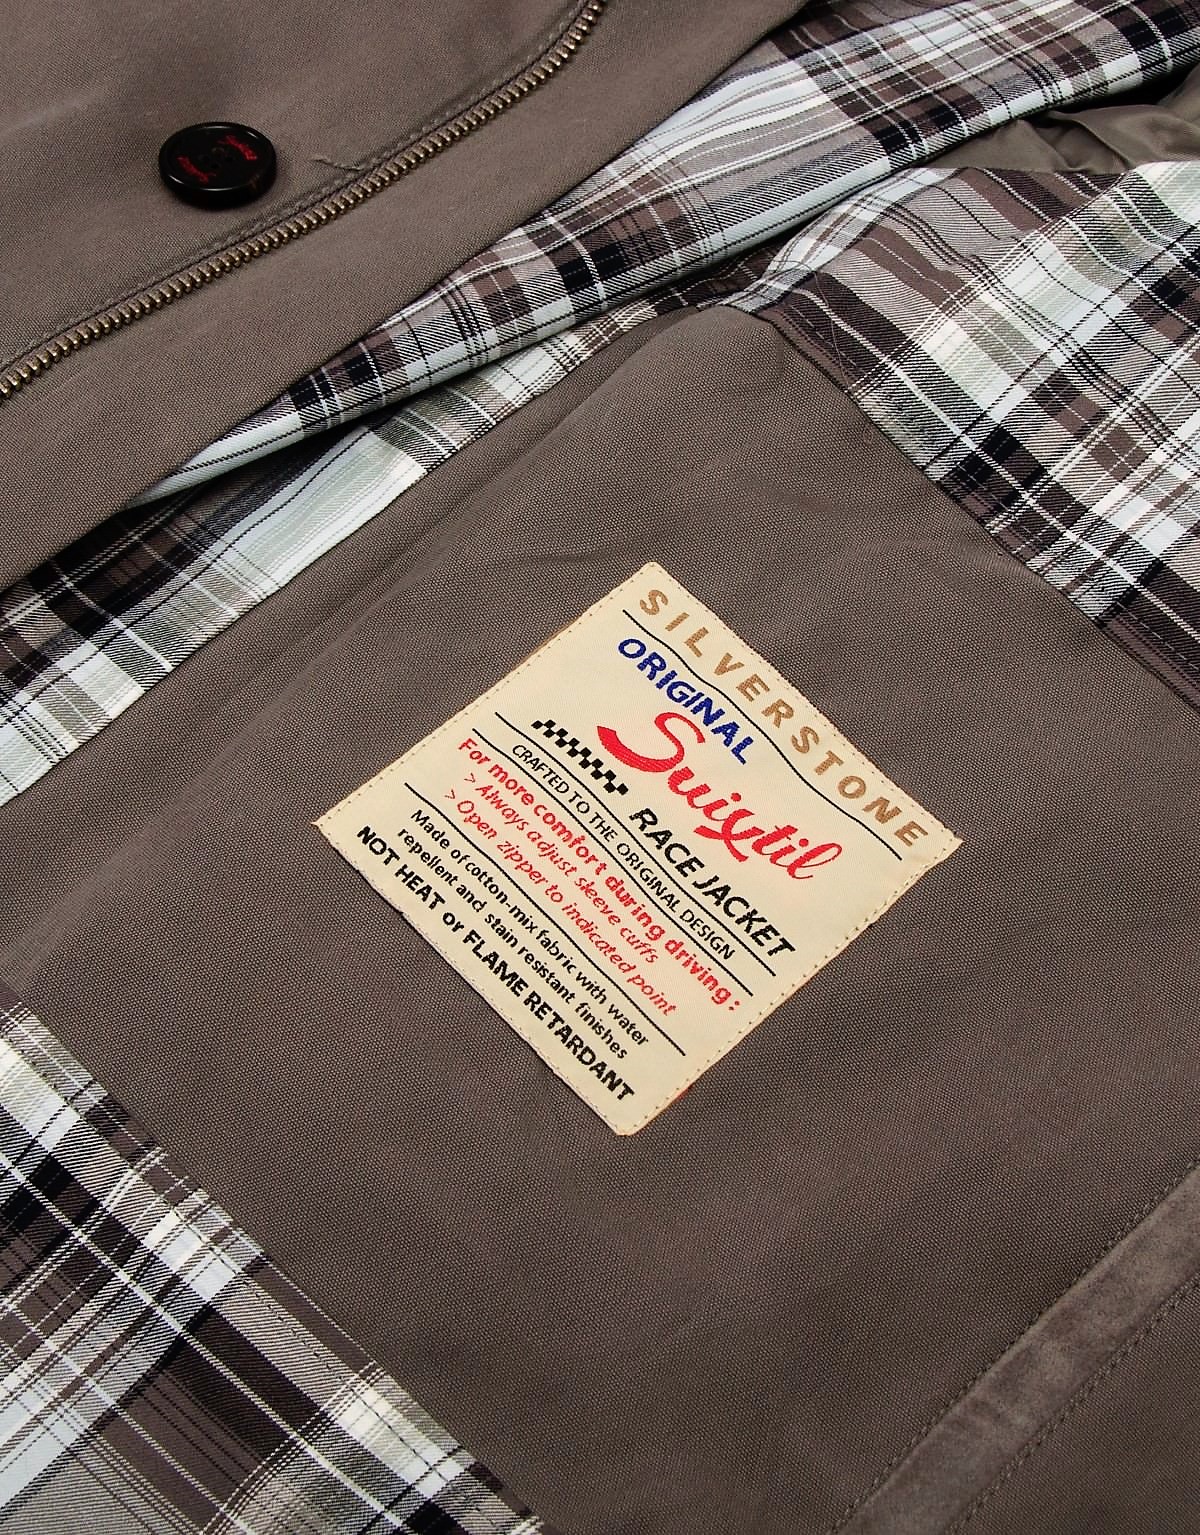 SILVERSTONE
ORIGINAL
Suixtil
RACE JACKET
CRAFTED TO THE ORIGINAL DESIGN
For more comfort during driving:
> Always adjust sleeve cuffs
> Open zipper to indicated point
Made of cotton-mix fabric with water
repellent and stain resistant finishes
NOT HEAT or FLAME RETARDANT